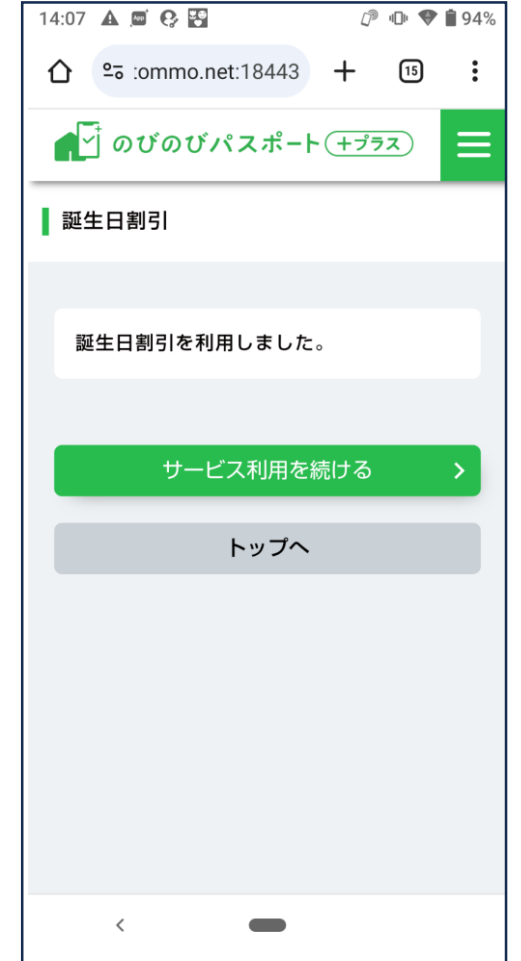 14:07
94%
:ommo.net:18443
15
のびのびパスポート +プラス
誕生日割引
誕生日割引を利用しました。
サービス利用を続ける
トップへ